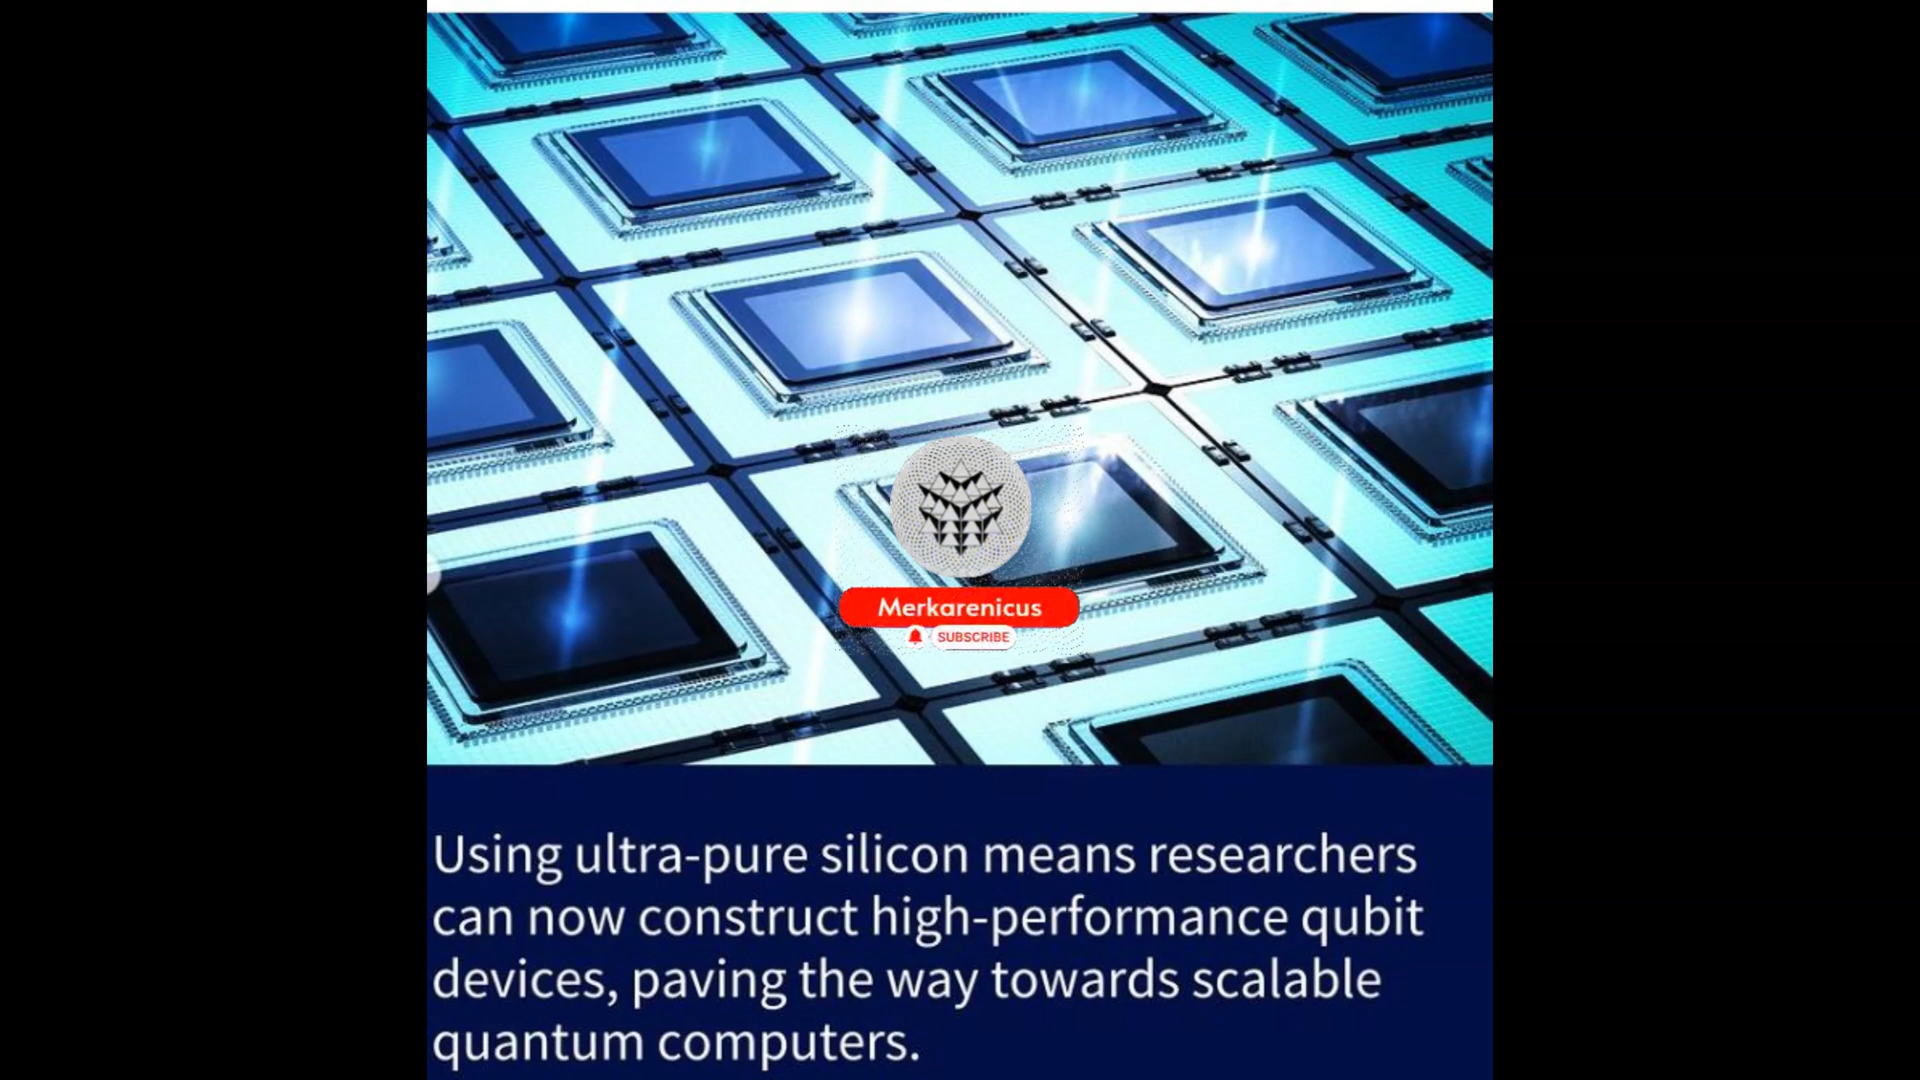 Merkarenicus
SUBSCRIBE
Using ultra-pure silicon means researchers
can now construct high-performance qubit
devices, paving the way towards scalable
quantum computers.